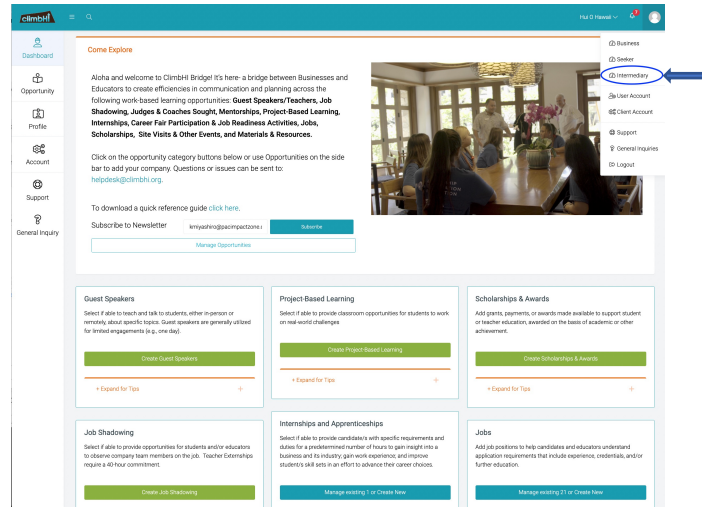 climbHI
Hui O Hawaii
Dashboard
Opportunity
Profile
Account
Support
General Inquiry
Come Explore
Aloha and welcome to ClimbHI Bridge! It's here- a bridge between Businesses and
Educators to create efficiencies in communication and planning across the
following work-based learning opportunities: Guest Speakers/Teachers, Job
Shadowing, Judges & Coaches Sought, Mentorships, Project-Based Learning,
Internships, Career Fair Participation & Job Readiness Activities, Jobs,
Scholarships, Site Visits & Other Events, and Materials & Resources.
Click on the opportunity category buttons below or use Opportunities on the side
bar to add your company. Questions or issues can be sent to:
helpdesk@climbhi.org.
To download a quick reference guide click here.
Subscribe to Newsletter
kmiyashiro@pacimpactzone.c
Subscribe
Manage Opportunities
Business
Seeker
Intermediary
User Account
Client Account
Support
General Inquiries
Logout
Guest Speakers
Select if able to teach and talk to students, either in-person or
remotely, about specific topics. Guest speakers are generally utilized
for limited engagements (e.g., one day).
Create Guest Speakers
+ Expand for Tips
Project-Based Learning
Select if able to provide classroom opportunities for students to work
on real-world challenges
Create Project-Based Learning
+ Expand for Tips
Scholarships & Awards
Add grants, payments, or awards made available to support student
or teacher education, awarded on the basis of academic or other
achievement.
Create Scholarships & Awards
+ Expand for Tips
Job Shadowing
Select if able to provide opportunities for students and/or educators
to observe company team members on the job. Teacher Externships
require a 40-hour commitment.
Create Job Shadowing
Internships and Apprenticeships
Select if able to provide candidate/s with specific requirements and
duties for a predetermined number of hours to gain insight into a
business and its industry; gain work experience; and improve
student/s skill sets in an effort to advance their career choices.
Manage existing 1 or Create New
Jobs
Add job positions to help candidates and educators understand
application requirements that include experience, credentials, and/or
further education.
Manage existing 21 or Create New